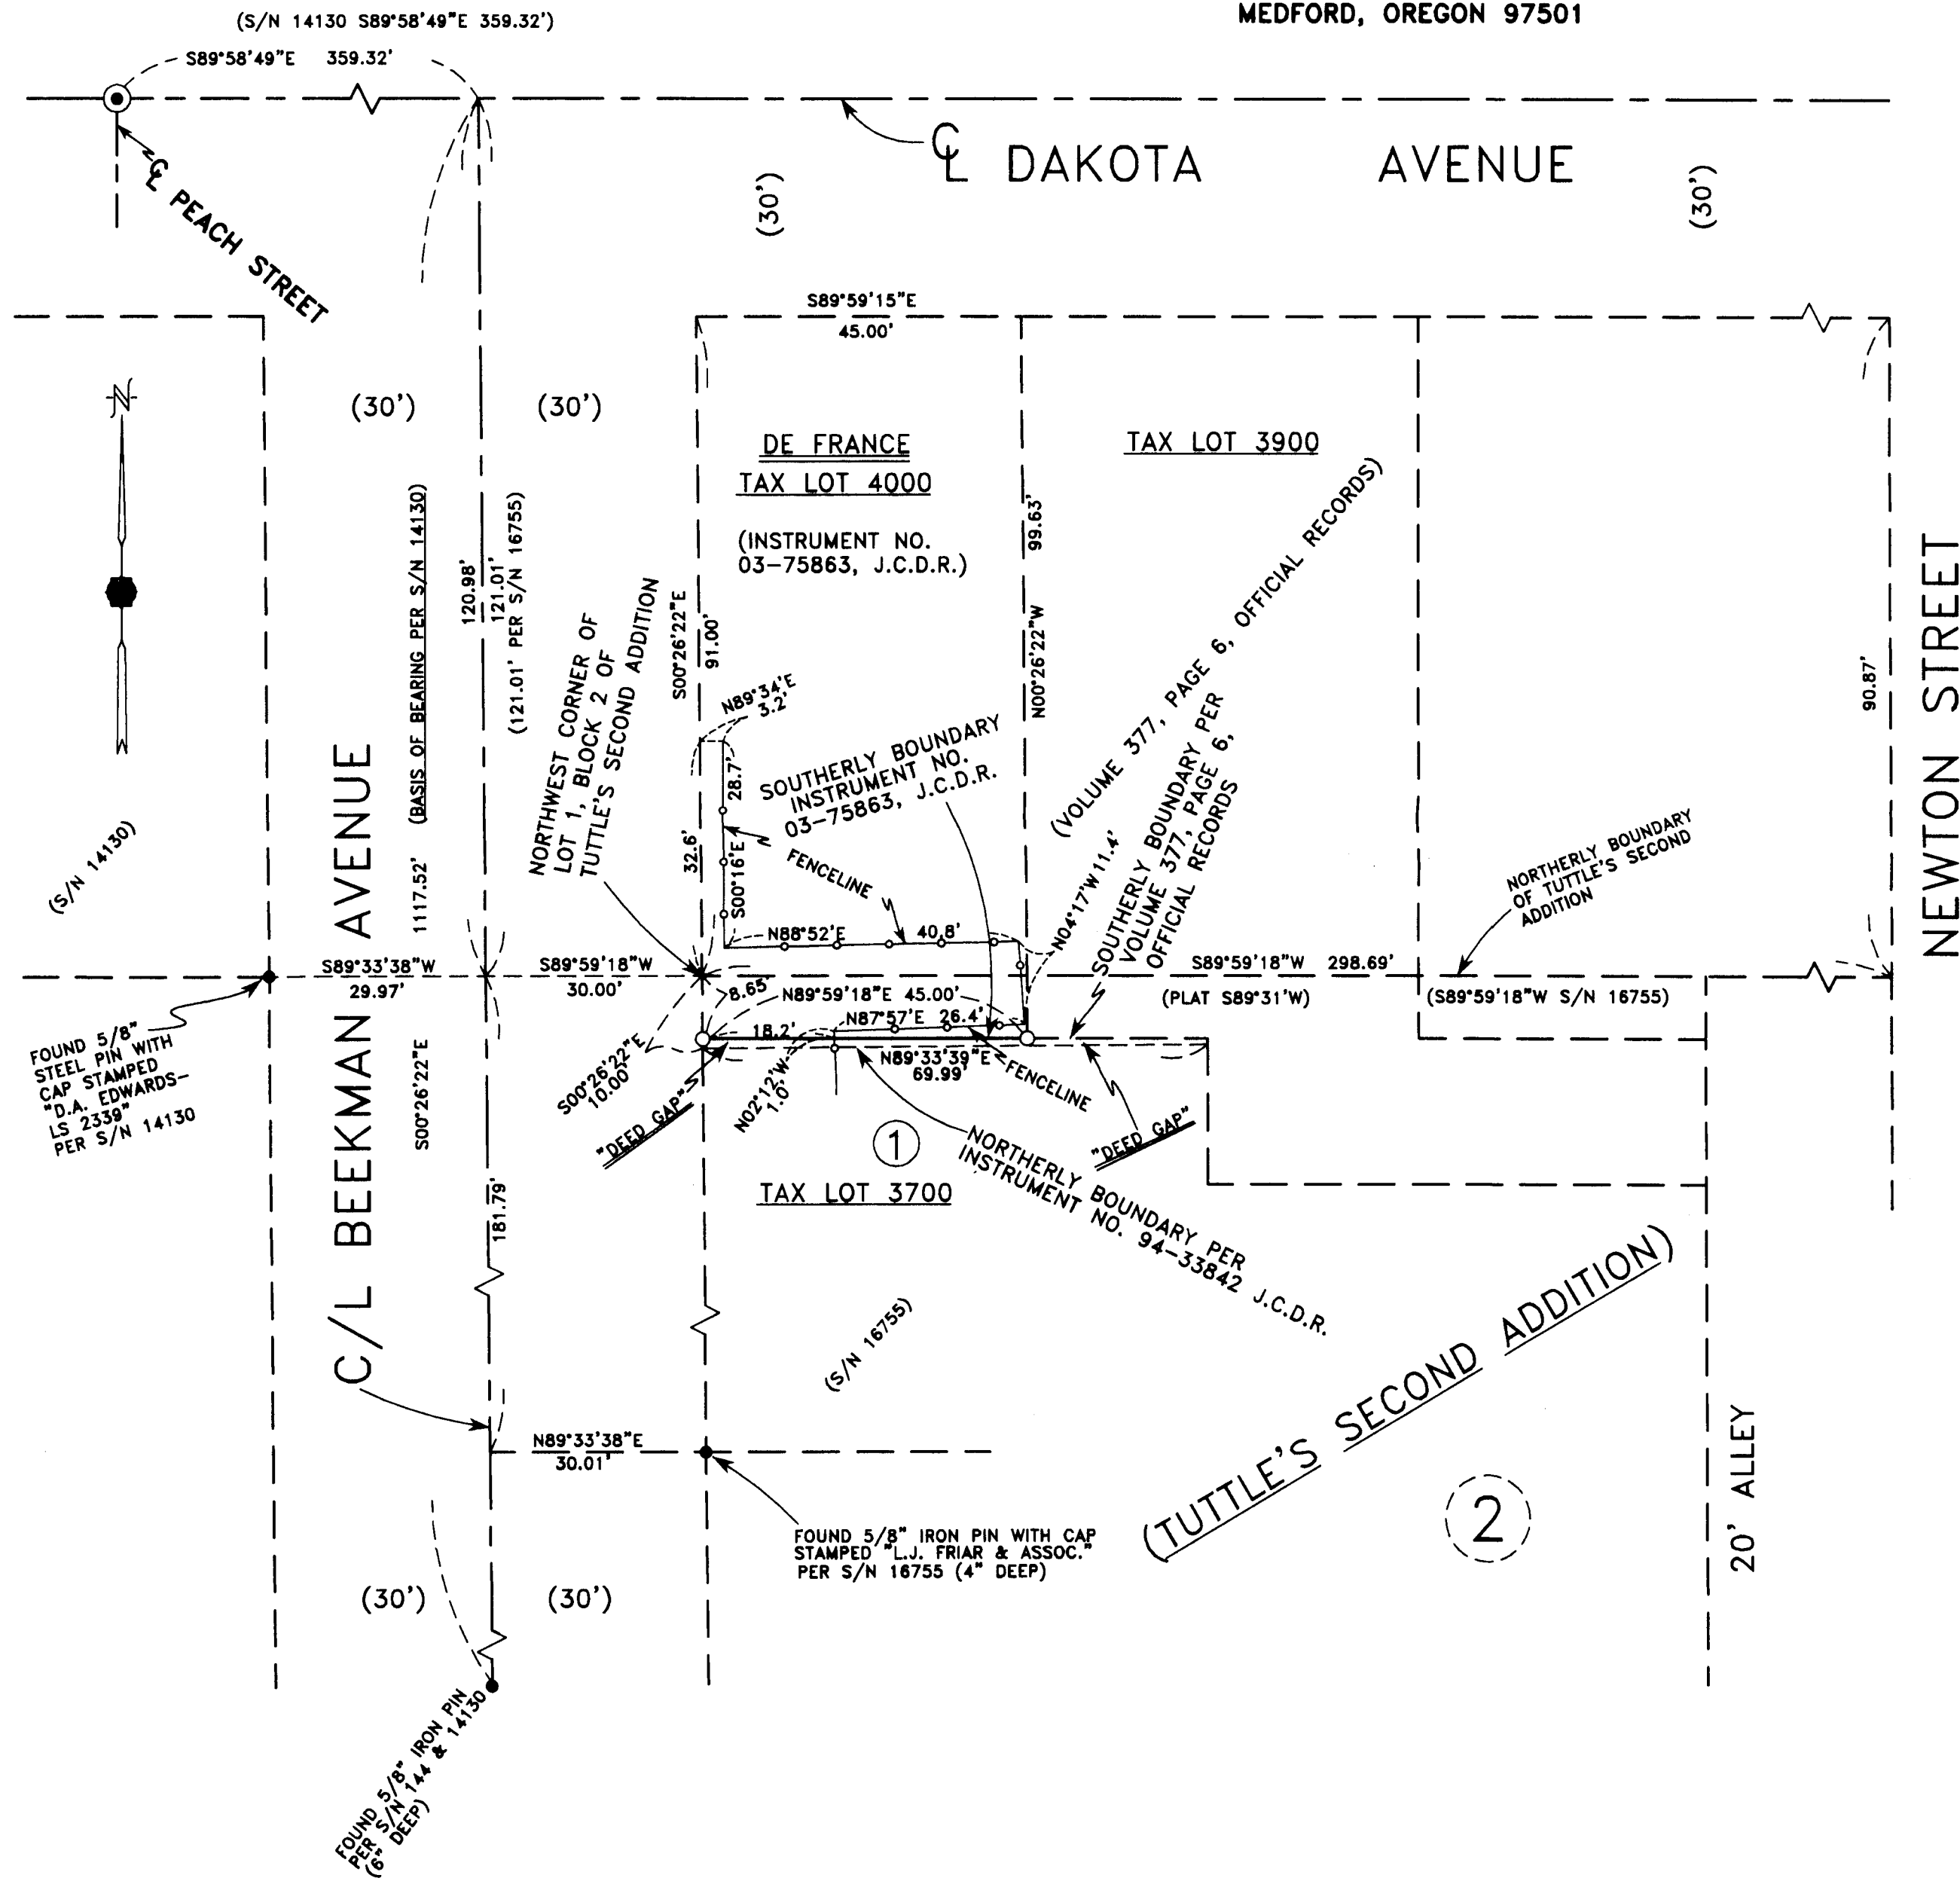 MEDFORD, OREGON 97501
(S/N 14130 S89°58'49"E 359.32')
S89°58'49"E 359.32'
℄ DAKOTA AVENUE
℄ PEACH STREET
(30')
(30')
S89°59'15"E
45.00'
N
(30')
(30')
DE FRANCE
TAX LOT 4000
(INSTRUMENT NO.
03-75863, J.C.D.R.)
TAX LOT 3900
99.63'
N00°26'22"W
(VOLUME 377, PAGE 6, OFFICIAL RECORDS)
NEWTON STREET
90.87'
(BASIS OF BEARING PER S/N 14130)
120.98'
121.01'
(121.01' PER S/N 16755)
S00°26'22"E
91.00'
NORTHWEST CORNER OF
LOT 1, BLOCK 2 OF
TUTTLE'S SECOND ADDITION
N89°34'E
3.2'
28.7'
32.6'
S00°16'E
SOUTHERLY BOUNDARY
INSTRUMENT NO.
03-75863, J.C.D.R.
FENCELINE
N04°17'W 11.4'
SOUTHERLY BOUNDARY PER
VOLUME 377, PAGE 6,
OFFICIAL RECORDS
NORTHERLY BOUNDARY
OF TUTTLE'S SECOND
ADDITION
(S/N 14130)
C/L BEEKMAN AVENUE
1117.52'
S00°26'22"E
N88°52'E 40.8'
S89°33'38"W
29.97'
S89°59'18"W
30.00'
8.65'
N89°59'18"E 45.00'
S89°59'18"W 298.69'
(PLAT S89°31'W)
(S89°59'18"W S/N 16755)
N87°57'E 26.4'
18.2'
N89°33'39"E
69.99'
FENCELINE
S00°26'22"E
10.00'
N02°12'W
1.0'
"DEED GAP"
"DEED GAP"
FOUND 5/8"
STEEL PIN WITH
CAP STAMPED
"D.A. EDWARDS-
LS 2339"
PER S/N 14130
1
TAX LOT 3700
NORTHERLY BOUNDARY PER
INSTRUMENT NO. 94-33842 J.C.D.R.
181.79'
(S/N 16755)
(TUTTLE'S SECOND ADDITION)
2
20' ALLEY
N89°33'38"E
30.01'
FOUND 5/8" IRON PIN WITH CAP
STAMPED "L.J. FRIAR & ASSOC."
PER S/N 16755 (4" DEEP)
(30')
(30')
FOUND 5/8" IRON PIN
PER S/N 144 & 14130
(6" DEEP)